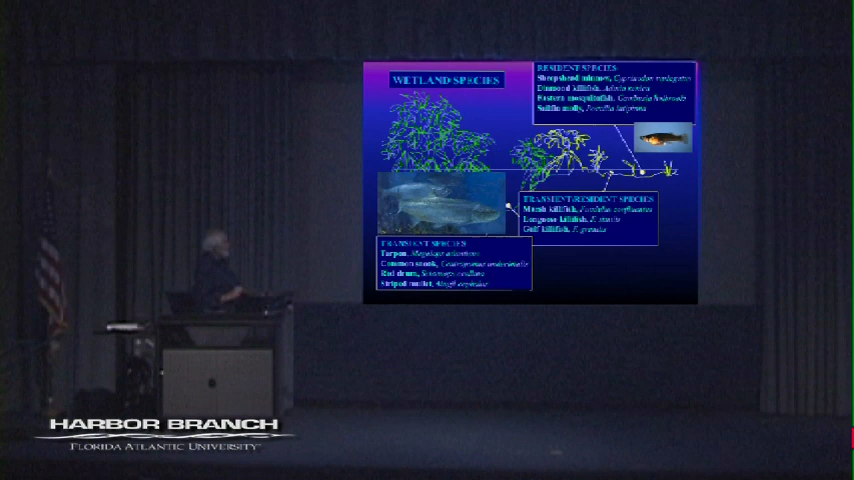 WETLAND SPECIES
RESIDENT SPECIES
Sheepshead minnow, Cyprinodon variegatus
Diamond killifish, Adinia xenica
Eastern mosquitofish, Gambusia holbrooki
Sailfin molly, Poecilia latipinna
TRANSIENT/RESIDENT SPECIES
Marsh killifish, Fundulus confluentus
Longnose killifish, F. similis
Gulf killifish, F. grandis
TRANSIENT SPECIES
Tarpon, Megalops atlanticus
Common snook, Centropomus undecimalis
Red drum, Sciaenops ocellatus
Striped mullet, Mugil cephalus
HARBOR BRANCH
FLORIDA ATLANTIC UNIVERSITY